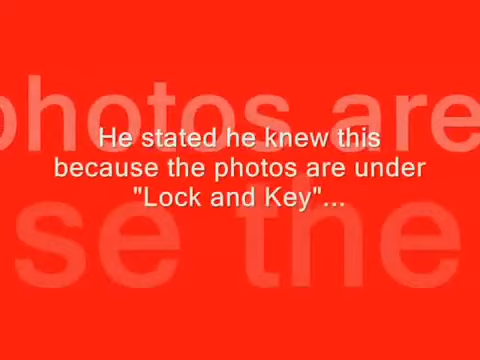 photos are
He stated he knew this
because the photos are under
"Lock and Key"...
se the